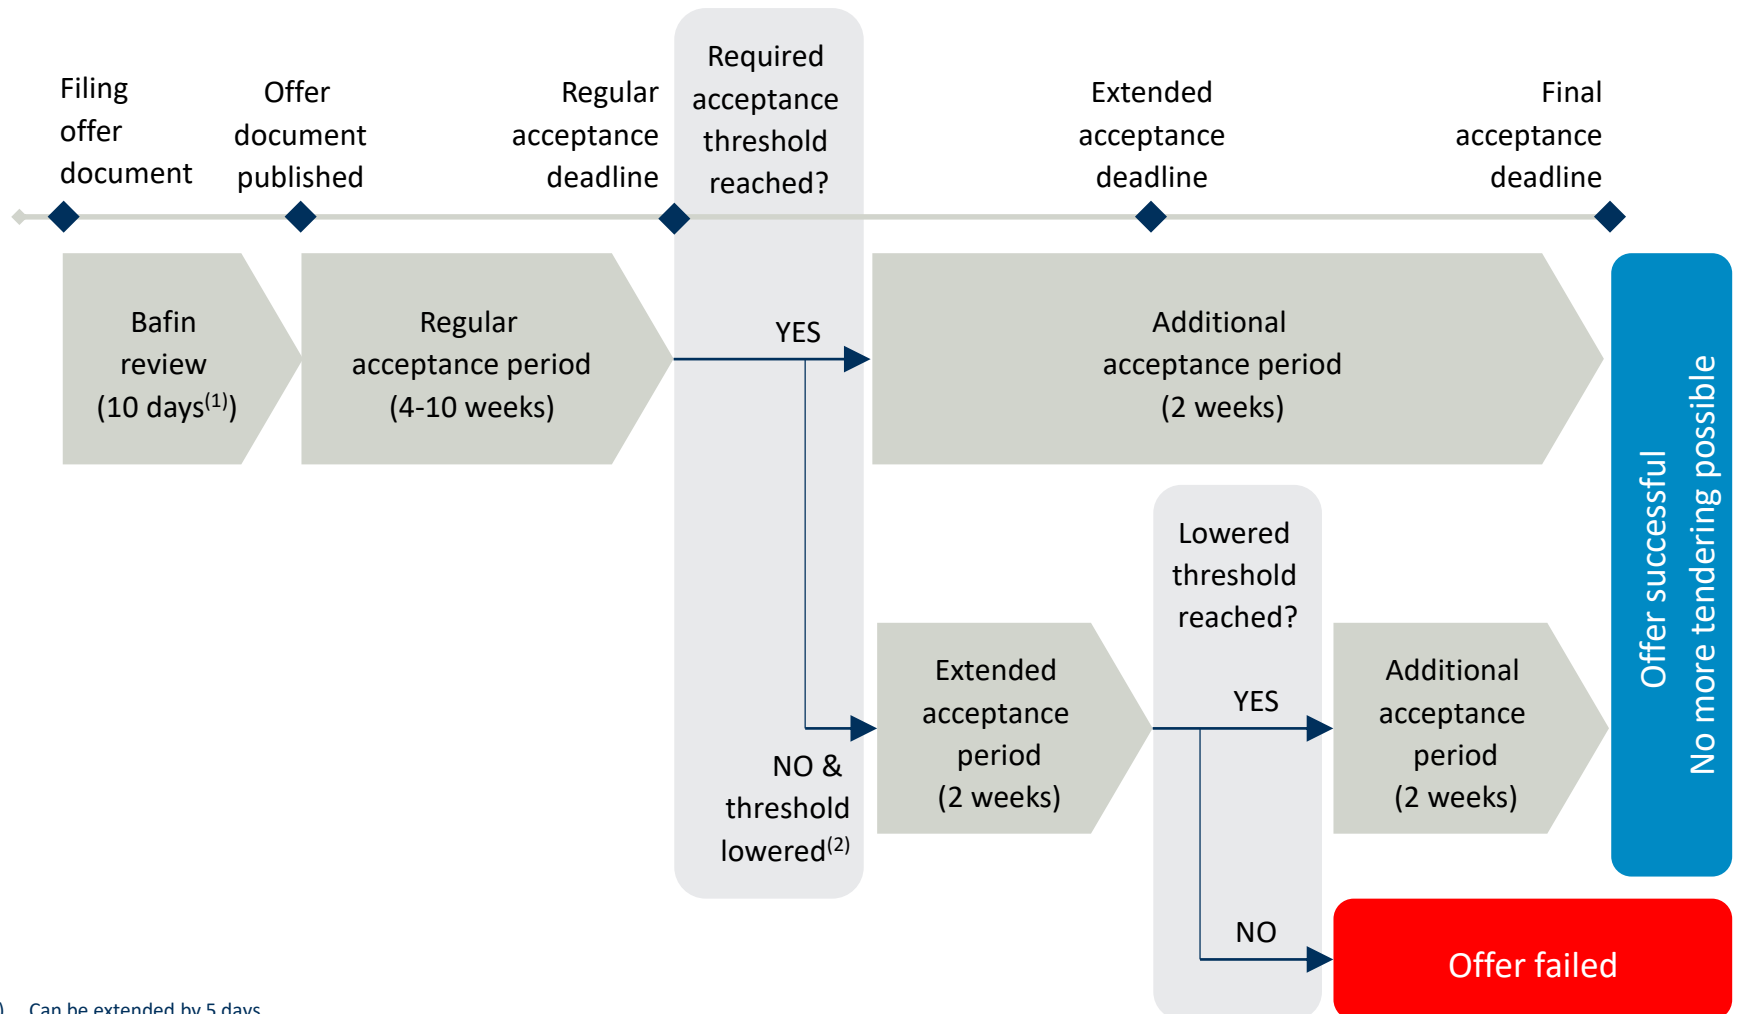 Filing
offer
document
Offer
document
published
Regular
acceptance
deadline
Required
acceptance
threshold
reached?
Extended
acceptance
deadline
Final
acceptance
deadline
Bafin
review
(10 days(1))
Regular
acceptance period
(4-10 weeks)
YES
Additional
acceptance period
(2 weeks)
NO &
threshold
lowered(2)
Extended
acceptance
period
(2 weeks)
Lowered
threshold
reached?
YES
NO
Additional
acceptance
period
(2 weeks)
Offer successful
No more tendering possible
Offer failed
) Can be extended by 5 days